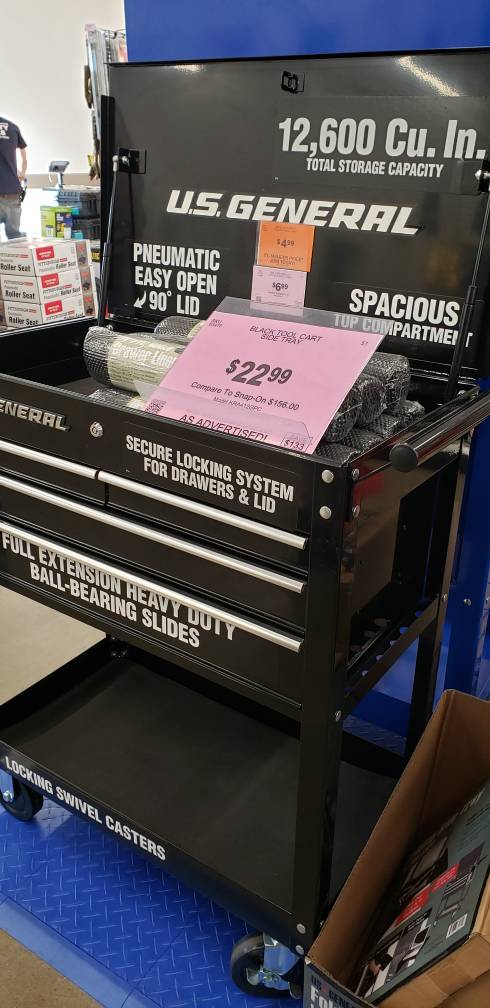 12,600 Cu. In.
TOTAL STORAGE CAPACITY
U.S. GENERAL
$4.99
$6.99
PNEUMATIC
EASY OPEN
90° LID
SPACIOUS
TOP COMPARTMENT
Roller Seat
Roller Seat
Roller Seat
Drawer Liner
BLACK TOOL CART
SIDE TRAY
$22.99
Compare To Snap-On $156.00
AS ADVERTISED!
$133
ENERAL
SECURE LOCKING SYSTEM
FOR DRAWERS & LID
FULL EXTENSION HEAVY DUTY
BALL-BEARING SLIDES
LOCKING SWIVEL CASTERS